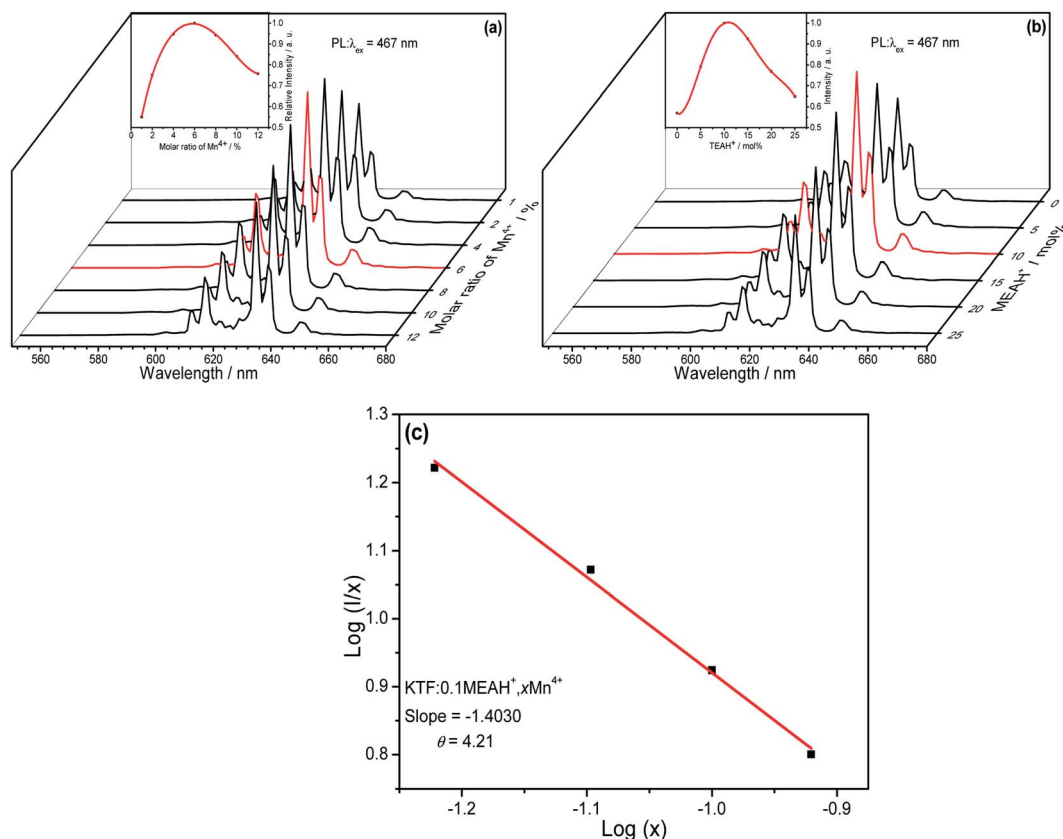 (a)
PL:λex = 467 nm
Relative Intensity / a. u.
1.0
0.9
0.8
0.7
0.6
0.5
0 2 4 6 8 10 12
Molar ratio of Mn4+ / %
1
2
4
6
8
10
12
Molar ratio of Mn4+ / %
560 580 600 620 640 660 680
Wavelength / nm
(b)
PL:λex = 467 nm
Intensity / a. u.
1.0
0.9
0.8
0.7
0.6
0.5
0 5 10 15 20 25
TEAH+ / mol%
0
5
10
15
20
25
MEAH+ / mol%
560 580 600 620 640 660 680
Wavelength / nm
(c)
1.3
1.2
1.1
1.0
0.9
0.8
Log (I/x)
KTF:0.1MEAH+,xMn4+
Slope = -1.4030
θ = 4.21
-1.2 -1.1 -1.0 -0.9
Log (x)